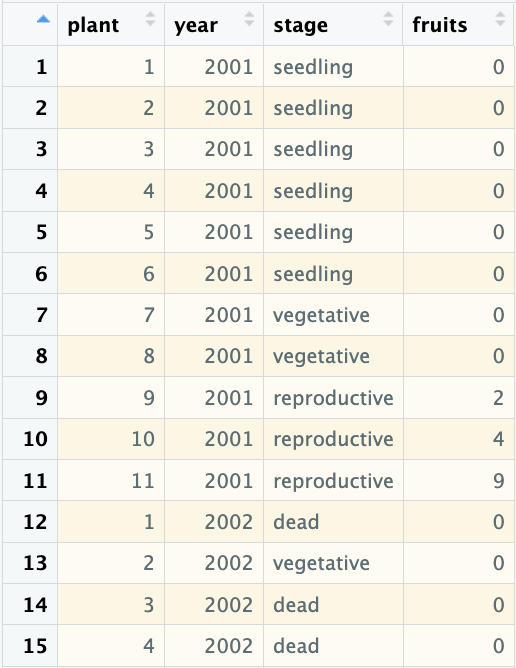 plant year stage fruits
1 1 2001 seedling 0
2 2 2001 seedling 0
3 3 2001 seedling 0
4 4 2001 seedling 0
5 5 2001 seedling 0
6 6 2001 seedling 0
7 7 2001 vegetative 0
8 8 2001 vegetative 0
9 9 2001 reproductive 2
10 10 2001 reproductive 4
11 11 2001 reproductive 9
12 1 2002 dead 0
13 2 2002 vegetative 0
14 3 2002 dead 0
15 4 2002 dead 0